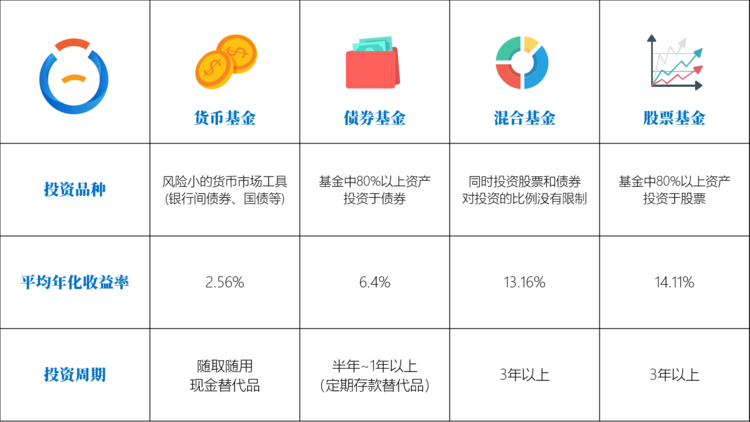 货币基金
债券基金
混合基金
股票基金
投资品种
风险小的货币市场工具
(银行间债券、国债等)
基金中80%以上资产
投资于债券
同时投资股票和债券
对投资的比例没有限制
基金中80%以上资产
投资于股票
平均年化收益率
2.56%
6.4%
13.16%
14.11%
投资周期
随取随用
现金替代品
半年~1年以上
（定期存款替代品）
3年以上
3年以上